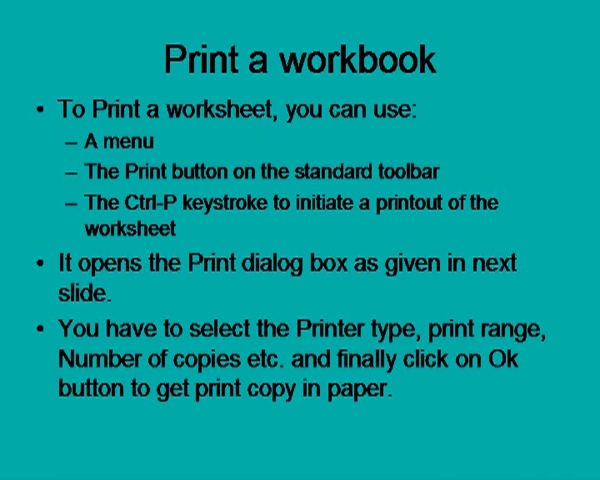 Print a workbook
• To Print a worksheet, you can use:
– A menu
– The Print button on the standard toolbar
– The Ctrl-P keystroke to initiate a printout of the
worksheet
• It opens the Print dialog box as given in next
slide.
• You have to select the Printer type, print range,
Number of copies etc. and finally click on Ok
button to get print copy in paper.